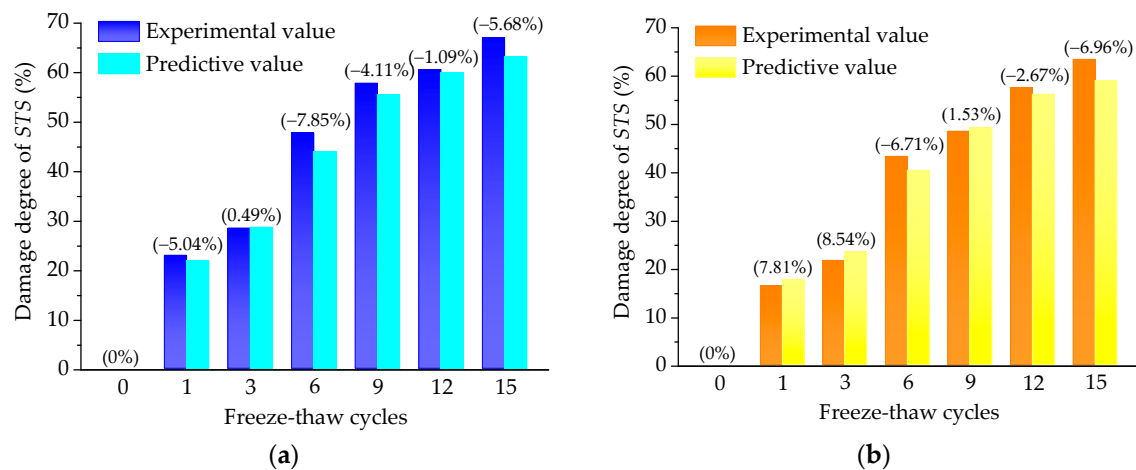 70
60
50
40
30
20
10
0
Damage degree of STS (%)
Experimental value
Predictive value
(0%)
(−5.04%)
(0.49%)
(−7.85%)
(−4.11%)
(−1.09%)
(−5.68%)
0 1 3 6 9 12 15
Freeze-thaw cycles
(a)
70
60
50
40
30
20
10
0
Damage degree of STS (%)
Experimental value
Predictive value
(0%)
(7.81%)
(8.54%)
(−6.71%)
(1.53%)
(−2.67%)
(−6.96%)
0 1 3 6 9 12 15
Freeze-thaw cycles
(b)